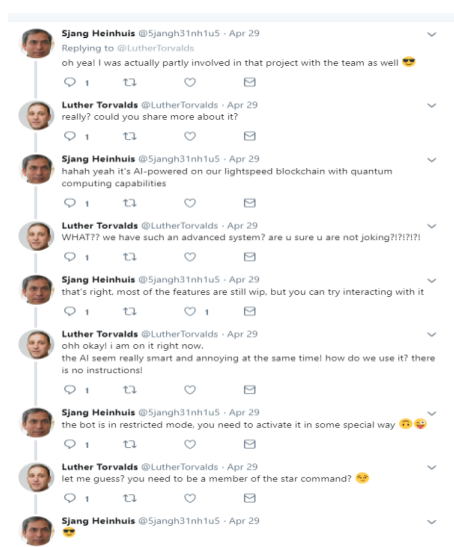 Sjang Heinhuis @5jangh31nh1u5 · Apr 29
Replying to @LutherTorvalds
oh yea! I was actually partly involved in that project with the team as well 😎
1
Luther Torvalds @LutherTorvalds · Apr 29
really? could you share more about it?
1
Sjang Heinhuis @5jangh31nh1u5 · Apr 29
hahah yeah it's AI-powered on our lightspeed blockchain with quantum
computing capabilities
1
Luther Torvalds @LutherTorvalds · Apr 29
WHAT?? we have such an advanced system? are u sure u are not joking?!?!?!?!
1
Sjang Heinhuis @5jangh31nh1u5 · Apr 29
that's right, most of the features are still wip, but you can try interacting with it
1 1
Luther Torvalds @LutherTorvalds · Apr 29
ohh okay! i am on it right now.
the AI seem really smart and annoying at the same time! how do we use it? there
is no instructions!
1
Sjang Heinhuis @5jangh31nh1u5 · Apr 29
the bot is in restricted mode, you need to activate it in some special way 🙃😜
1
Luther Torvalds @LutherTorvalds · Apr 29
let me guess? you need to be a member of the star command? 😏
1
Sjang Heinhuis @5jangh31nh1u5 · Apr 29
😎